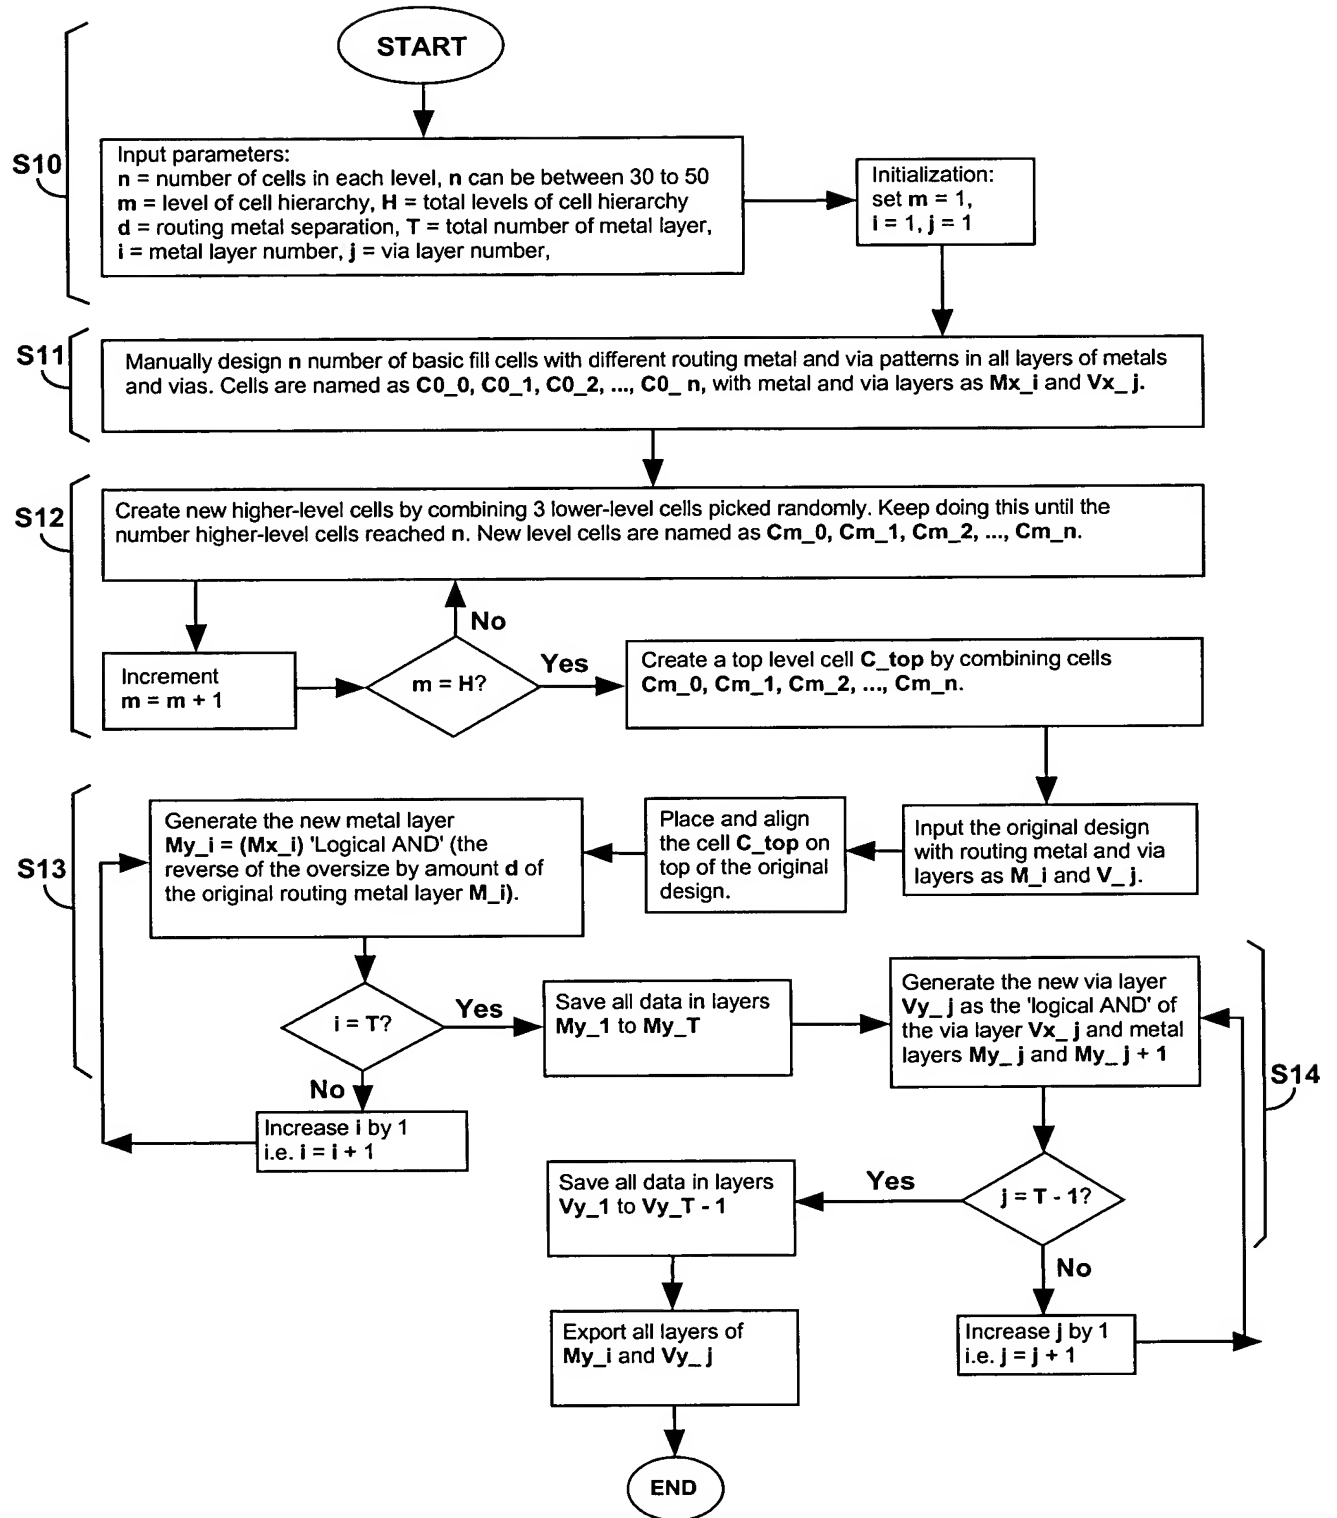 START
S10
Input parameters:
n = number of cells in each level, n can be between 30 to 50
m = level of cell hierarchy, H = total levels of cell hierarchy
d = routing metal separation, T = total number of metal layer,
i = metal layer number, j = via layer number,
Initialization:
set m = 1,
i = 1, j = 1
S11
Manually design n number of basic fill cells with different routing metal and via patterns in all layers of metals
and vias. Cells are named as C0_0, C0_1, C0_2, ..., C0_ n, with metal and via layers as Mx_i and Vx_ j.
S12
Create new higher-level cells by combining 3 lower-level cells picked randomly. Keep doing this until the
number higher-level cells reached n. New level cells are named as Cm_0, Cm_1, Cm_2, ..., Cm_n.
No
Increment
m = m + 1
m = H?
Yes
Create a top level cell C_top by combining cells
Cm_0, Cm_1, Cm_2, ..., Cm_n.
S13
Generate the new metal layer
My_i = (Mx_i) 'Logical AND' (the
reverse of the oversize by amount d of
the original routing metal layer M_i).
Place and align
the cell C_top on
top of the original
design.
Input the original design
with routing metal and via
layers as M_i and V_ j.
i = T?
Yes
Save all data in layers
My_1 to My_T
Generate the new via layer
Vy_ j as the 'logical AND' of
the via layer Vx_ j and metal
layers My_ j and My_ j + 1
S14
No
Increase i by 1
i.e. i = i + 1
Save all data in layers
Vy_1 to Vy_T - 1
Yes
j = T - 1?
No
Export all layers of
My_i and Vy_ j
Increase j by 1
i.e. j = j + 1
END